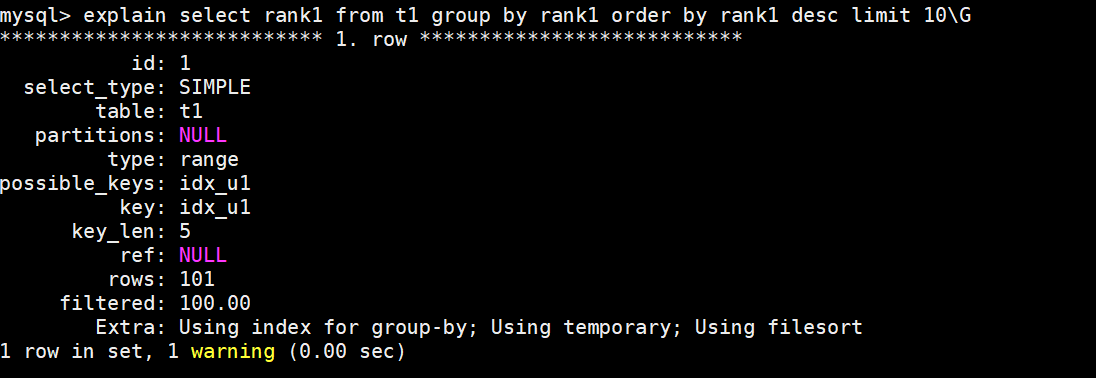 mysql> explain select rank1 from t1 group by rank1 order by rank1 desc limit 10\G
*************************** 1. row ***************************
           id: 1
  select_type: SIMPLE
        table: t1
   partitions: NULL
         type: range
possible_keys: idx_u1
          key: idx_u1
      key_len: 5
          ref: NULL
         rows: 101
     filtered: 100.00
        Extra: Using index for group-by; Using temporary; Using filesort
1 row in set, 1 warning (0.00 sec)